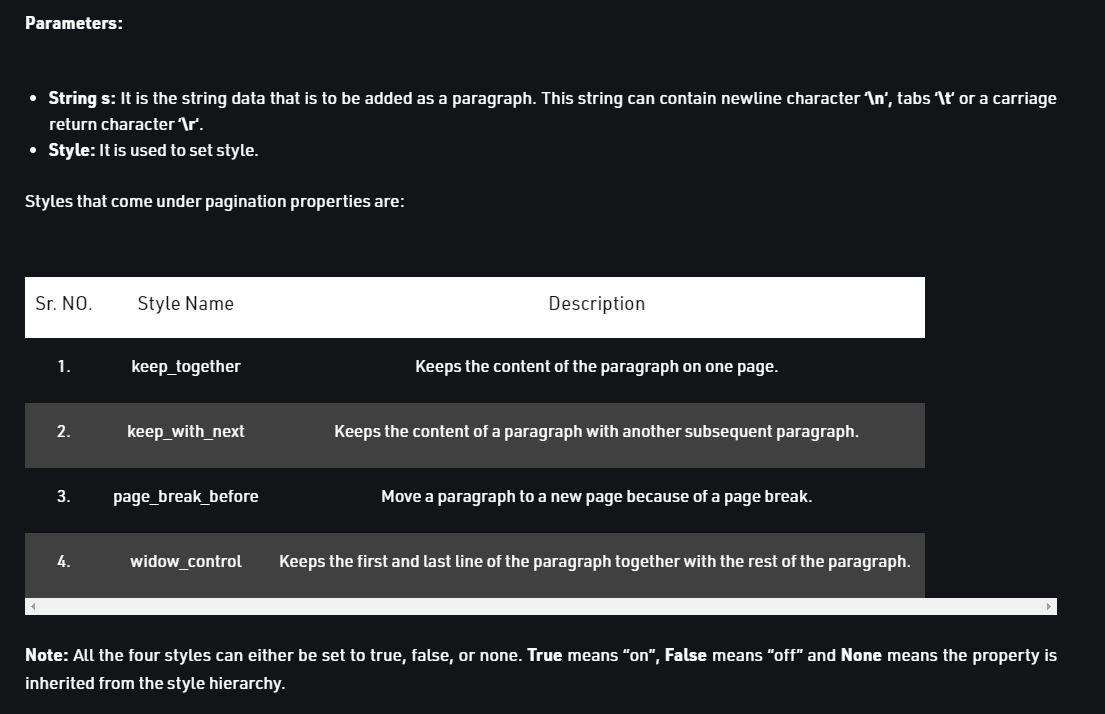 Parameters:
• String s: It is the string data that is to be added as a paragraph. This string can contain newline character ‘\n’, tabs ‘\t’ or a carriage
return character ‘\r’.
• Style: It is used to set style.
Styles that come under pagination properties are:
Sr. NO. Style Name Description
1. keep_together Keeps the content of the paragraph on one page.
2. keep_with_next Keeps the content of a paragraph with another subsequent paragraph.
3. page_break_before Move a paragraph to a new page because of a page break.
4. widow_control Keeps the first and last line of the paragraph together with the rest of the paragraph.
Note: All the four styles can either be set to true, false, or none. True means “on”, False means “off” and None means the property is
inherited from the style hierarchy.